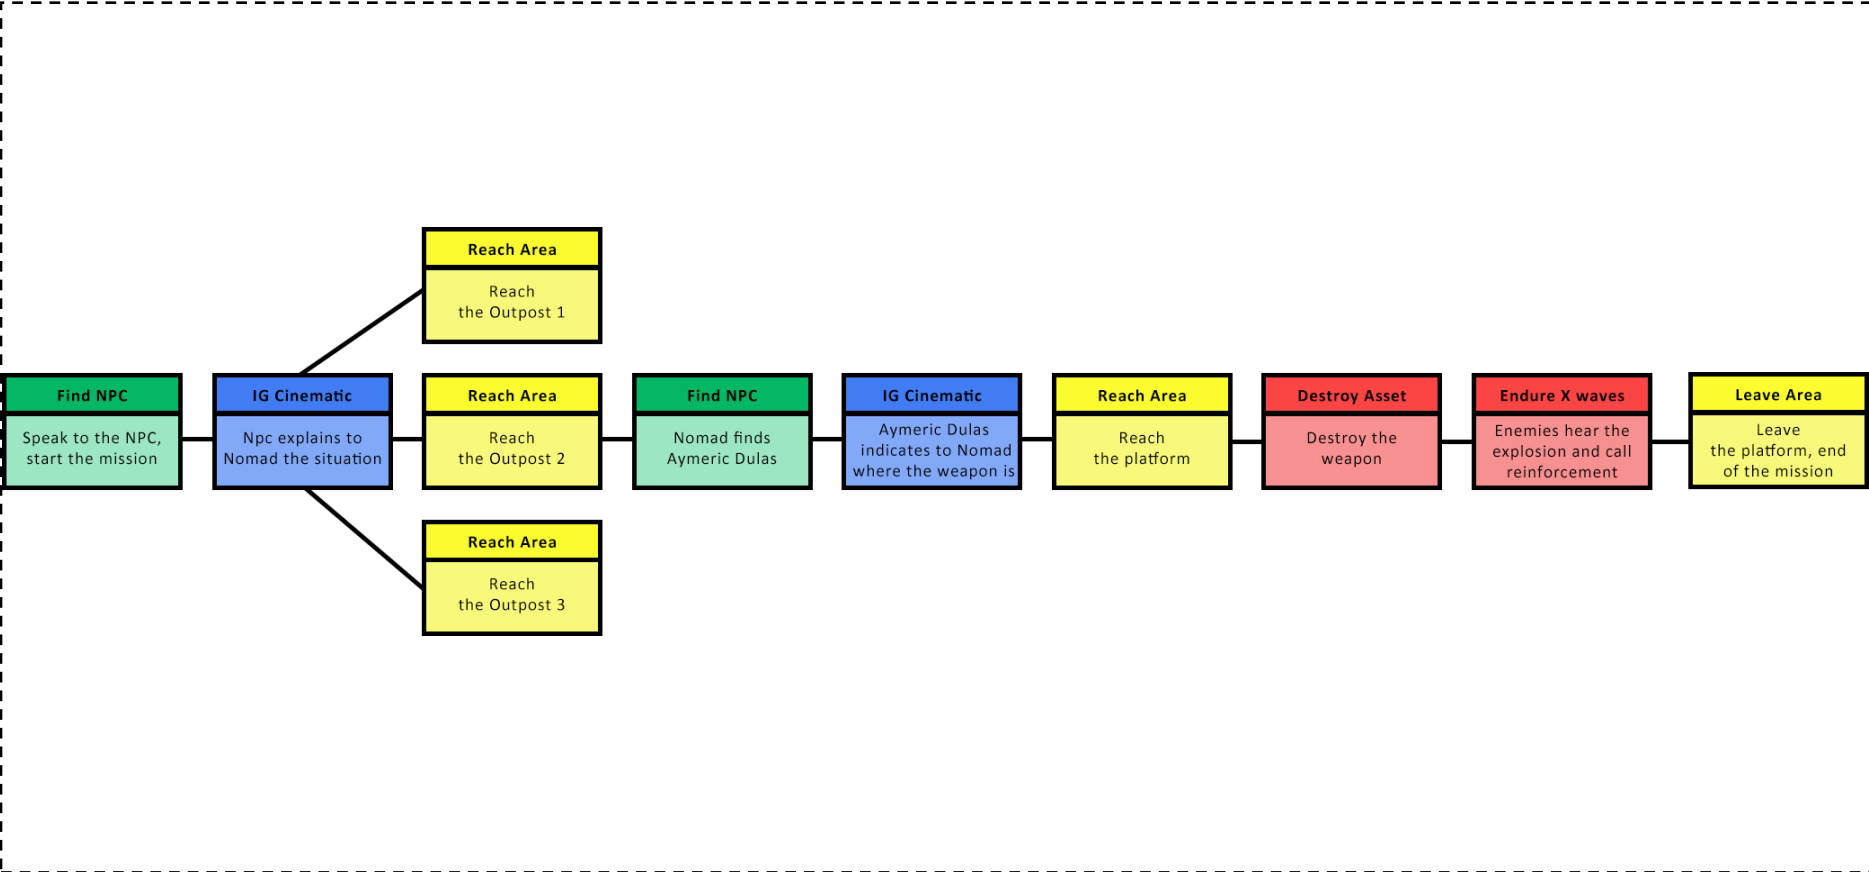 Find NPC
Speak to the NPC,
start the mission
IG Cinematic
Npc explains to
Nomad the situation
Reach Area
Reach
the Outpost 1
Reach Area
Reach
the Outpost 2
Reach Area
Reach
the Outpost 3
Find NPC
Nomad finds
Aymeric Dulas
IG Cinematic
Aymeric Dulas
indicates to Nomad
where the weapon is
Reach Area
Reach
the platform
Destroy Asset
Destroy the
weapon
Endure X waves
Enemies hear the
explosion and call
reinforcement
Leave Area
Leave
the platform, end
of the mission